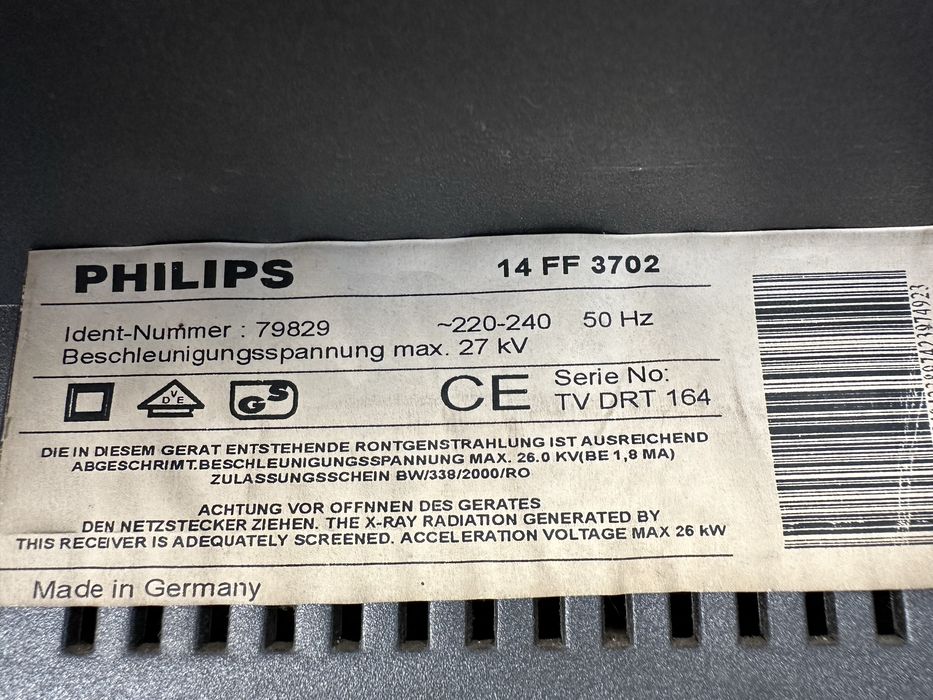 PHILIPS
14 FF 3702
Ident-Nummer : 79829
~220-240 50 Hz
Beschleunigungsspannung max. 27 kV
VDE
GS
CE
Serie No:
TV DRT 164
DIE IN DIESEM GERAT ENTSTEHENDE RONTGENSTRAHLUNG IST AUSREICHEND
ABGESCHRIMT.BESCHLEUNIGUNGSSPANNUNG MAX. 26.0 KV(BE 1,8 MA)
ZULASSUNGSSCHEIN BW/338/2000/RO
ACHTUNG VOR OFFNNEN DES GERATES
DEN NETZSTECKER ZIEHEN. THE X-RAY RADIATION GENERATED BY
THIS RECEIVER IS ADEQUATELY SCREENED. ACCELERATION VOLTAGE MAX 26 kW
Made in Germany